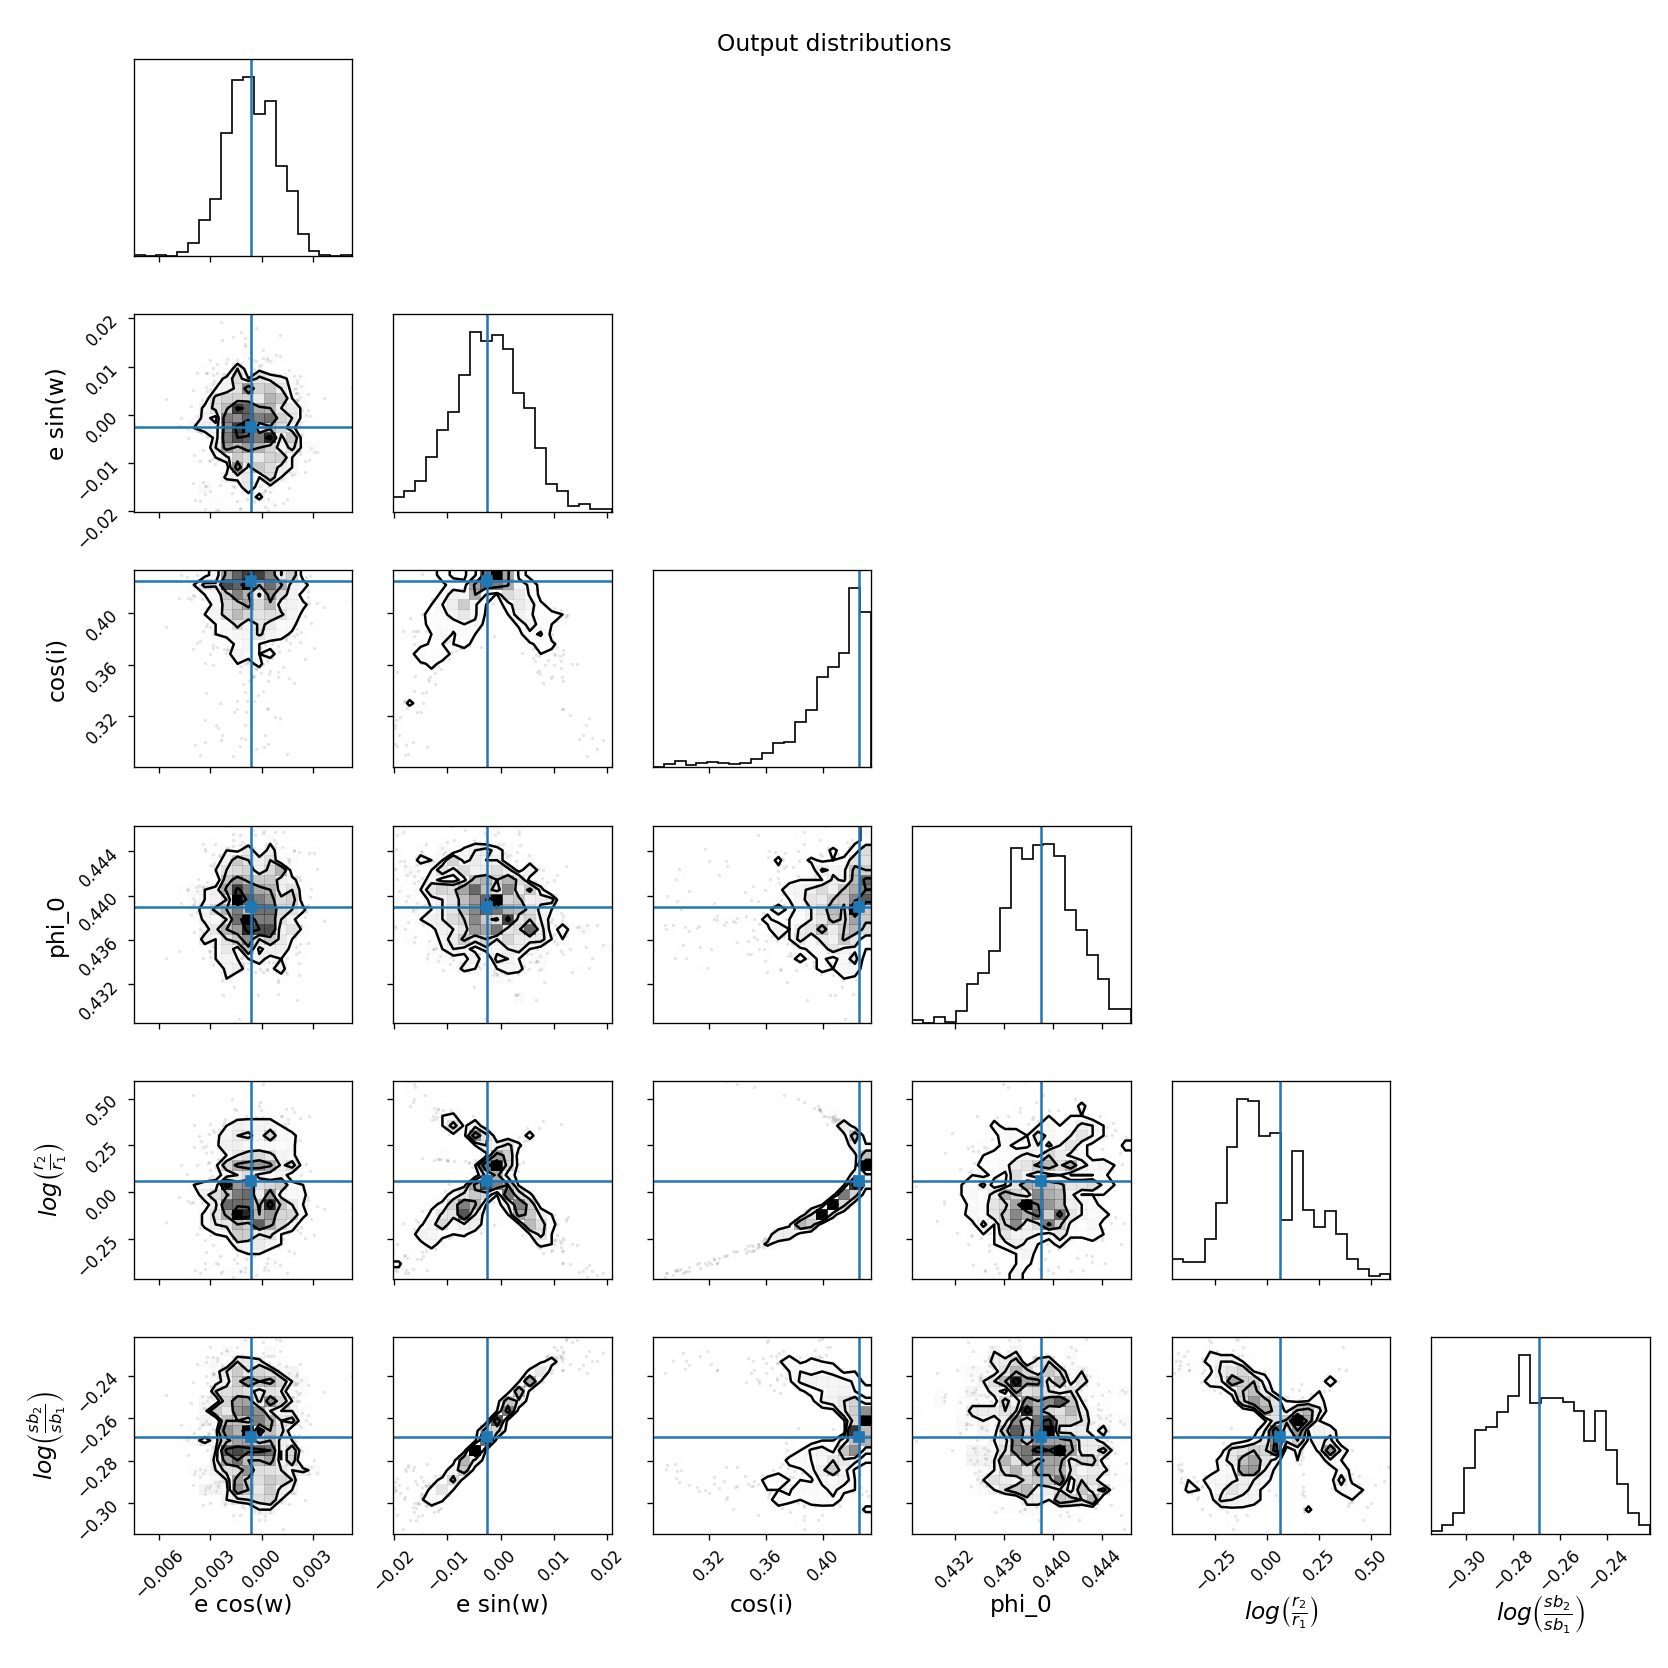 Output distributions
e sin(w)
0.02
0.01
0.00
−0.01
−0.02
cos(i)
0.40
0.36
0.32
phi_0
0.444
0.440
0.436
0.432
log(r₂/r₁)
0.50
0.25
0.00
−0.25
log(sb₂/sb₁)
−0.24
−0.26
−0.28
−0.30
−0.006 −0.003 0.000 0.003
−0.02 −0.01 0.00 0.01 0.02
0.32 0.36 0.40
0.432 0.436 0.440 0.444
−0.25 0.00 0.25 0.50
−0.30 −0.28 −0.26 −0.24
e cos(w)
e sin(w)
cos(i)
phi_0
log(r₂/r₁)
log(sb₂/sb₁)